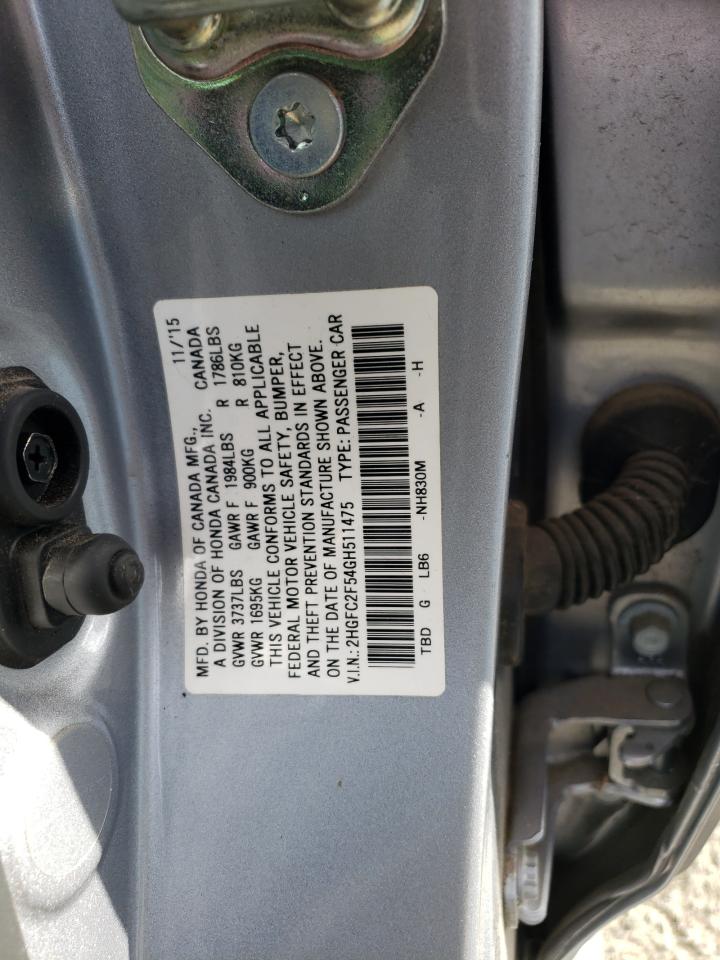 11/'15
MFD. BY HONDA OF CANADA MFG.,
A DIVISION OF HONDA CANADA INC. CANADA
GVWR 3737LBS GAWR F 1984LBS R 1786LBS
GVWR 1695KG GAWR F 900KG R 810KG
THIS VEHICLE CONFORMS TO ALL APPLICABLE
FEDERAL MOTOR VEHICLE SAFETY, BUMPER,
AND THEFT PREVENTION STANDARDS IN EFFECT
ON THE DATE OF MANUFACTURE SHOWN ABOVE.
V.I.N.: 2HGFC2F54GH511475 TYPE: PASSENGER CAR
TBD G LB6 -NH830M -A -H